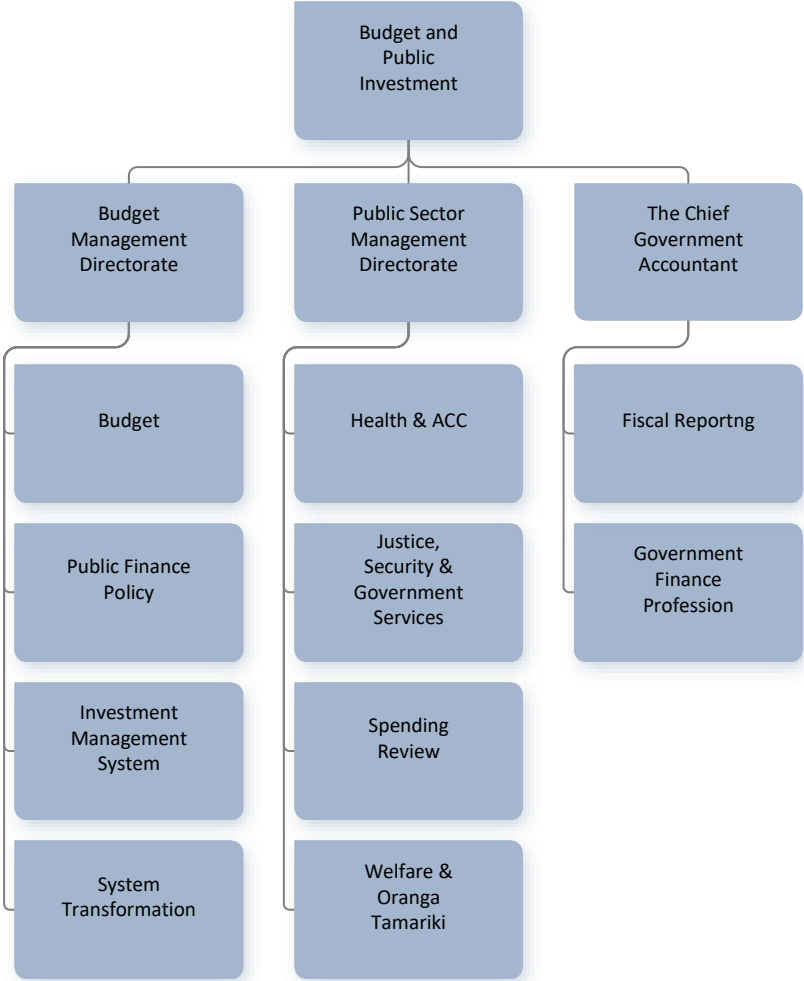 Budget and
Public
Investment
Budget
Management
Directorate
Public Sector
Management
Directorate
The Chief
Government
Accountant
Budget
Health & ACC
Fiscal Reportng
Public Finance
Policy
Justice,
Security &
Government
Services
Government
Finance
Profession
Investment
Management
System
Spending
Review
System
Transformation
Welfare &
Oranga
Tamariki